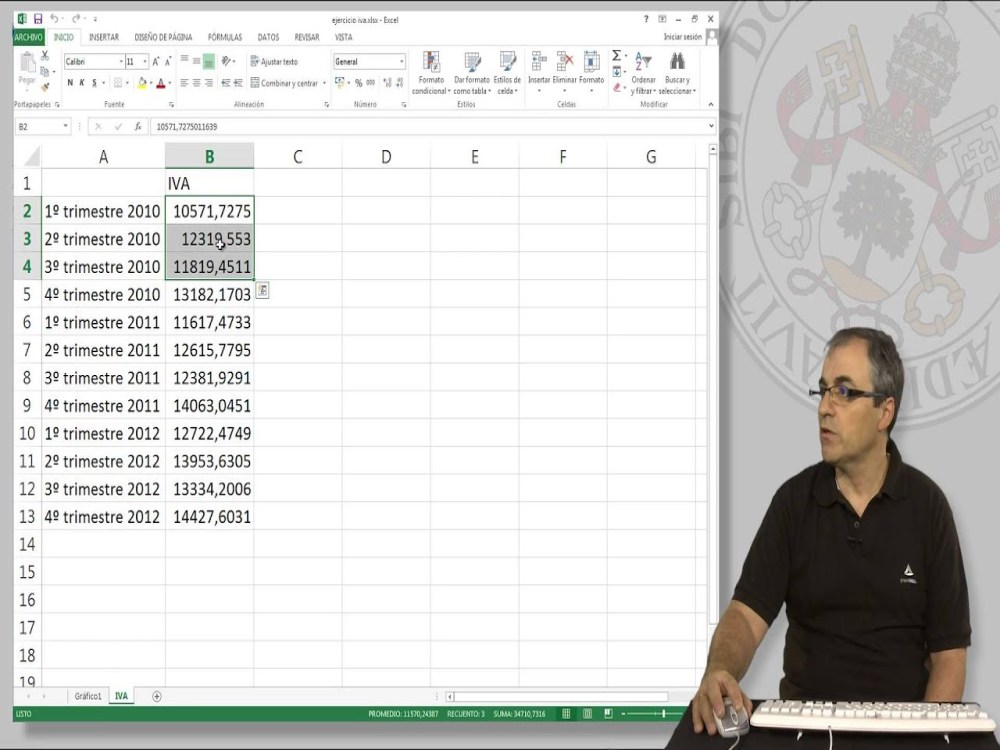 ejercicio iva.xlsx - Excel
ARCHIVO INICIO INSERTAR DISEÑO DE PÁGINA FÓRMULAS DATOS REVISAR VISTA Iniciar sesión
Pegar
Calibri 11
N K S
Ajustar texto
Combinar y centrar
General
Formato condicional
Dar formato como tabla
Estilos de celda
Insertar Eliminar Formato
Ordenar y filtrar
Buscar y seleccionar
Portapapeles Fuente Alineación Número Estilos Celdas Modificar
B2 fx 10571,7275011639
A B C D E F G
1 IVA
2 1º trimestre 2010 10571,7275
3 2º trimestre 2010 12319,553
4 3º trimestre 2010 11819,4511
5 4º trimestre 2010 13182,1703
6 1º trimestre 2011 11617,4733
7 2º trimestre 2011 12615,7795
8 3º trimestre 2011 12381,9291
9 4º trimestre 2011 14063,0451
10 1º trimestre 2012 12722,4749
11 2º trimestre 2012 13953,6305
12 3º trimestre 2012 13334,2006
13 4º trimestre 2012 14427,6031
14
15
16
17
18
19
Gráfico1 IVA
LISTO PROMEDIO: 11570,24387 RECUENTO: 3 SUMA: 34710,7316